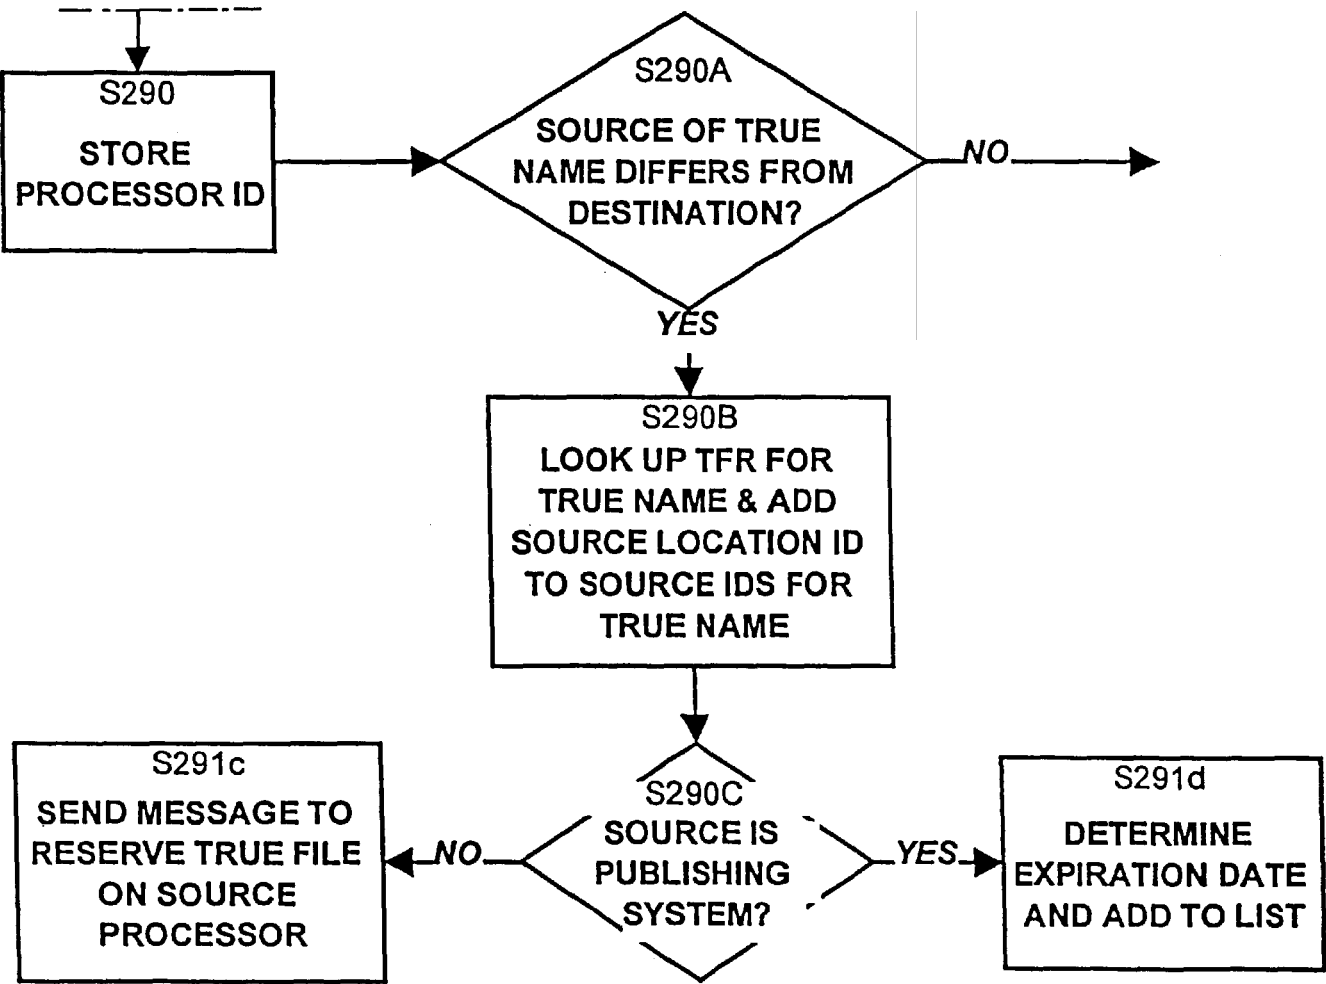 S290
STORE
PROCESSOR ID
S290A
SOURCE OF TRUE
NAME DIFFERS FROM
DESTINATION?
NO
YES
S290B
LOOK UP TFR FOR
TRUE NAME & ADD
SOURCE LOCATION ID
TO SOURCE IDS FOR
TRUE NAME
S291c
SEND MESSAGE TO
RESERVE TRUE FILE
ON SOURCE
PROCESSOR
NO
S290C
SOURCE IS
PUBLISHING
SYSTEM?
YES
S291d
DETERMINE
EXPIRATION DATE
AND ADD TO LIST